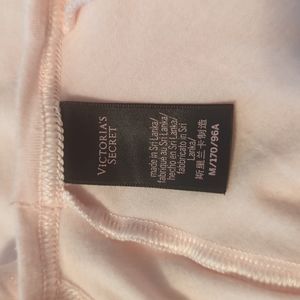 VICTORIA'S
SECRET
made in Sri Lanka/
fabriqué au Sri Lanka/
hecho en Sri Lanka/
fabbricato in Sri
Lanka/
斯里兰卡制造
M/170/96A